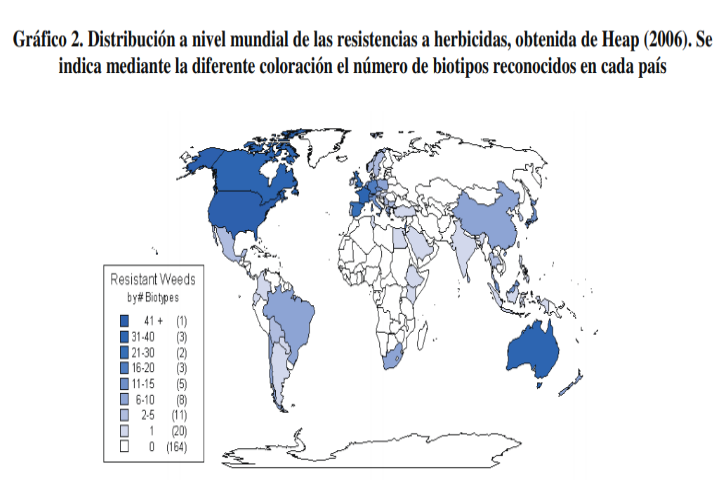 Gráfico 2. Distribución a nivel mundial de las resistencias a herbicidas, obtenida de Heap (2006). Se
indica mediante la diferente coloración el número de biotipos reconocidos en cada país
Resistant Weeds
by# Biotypes
41 + (1)
31-40 (3)
21-30 (2)
16-20 (3)
11-15 (5)
6-10 (8)
2-5 (11)
1 (20)
0 (164)